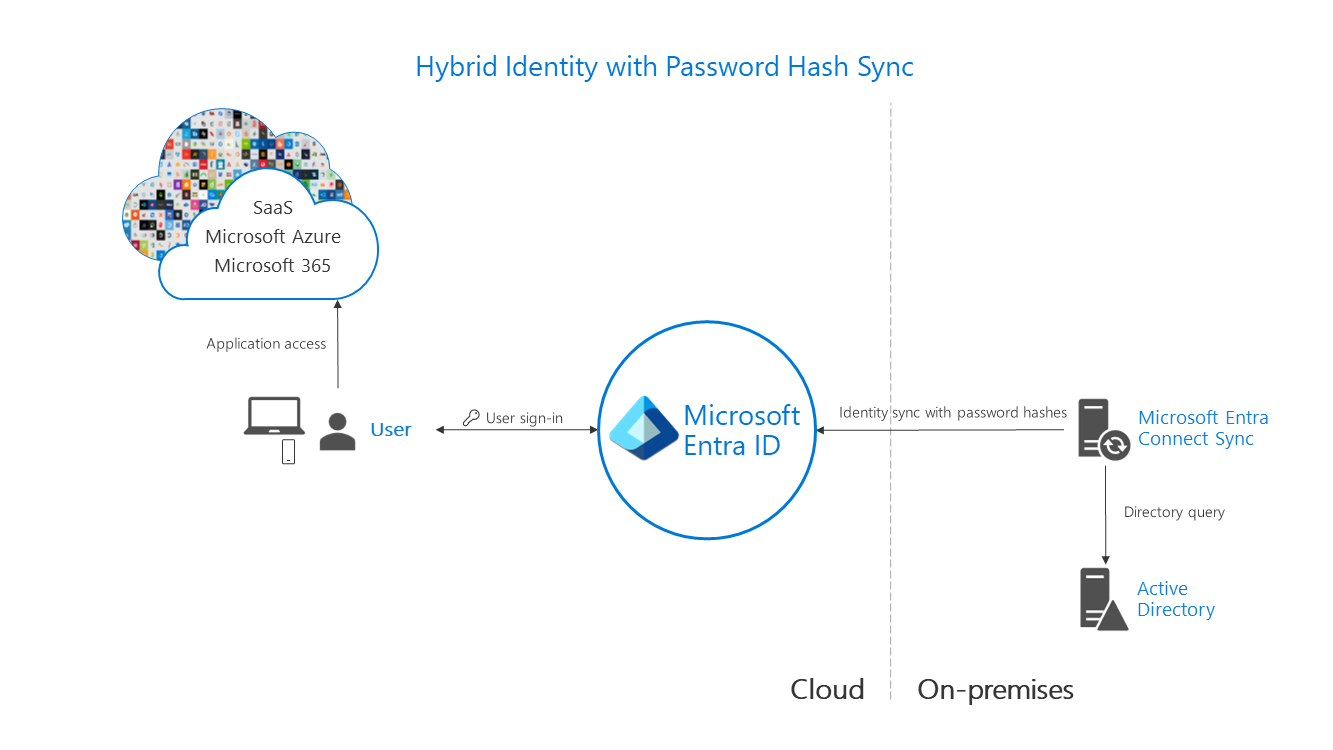 Hybrid Identity with Password Hash Sync
SaaS
Microsoft Azure
Microsoft 365
Application access
User
User sign-in
Microsoft
Entra ID
Identity sync with password hashes
Microsoft Entra
Connect Sync
Directory query
Active
Directory
Cloud
On-premises